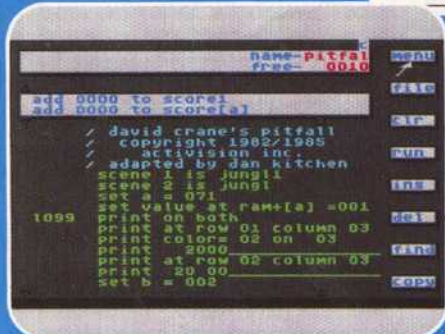 c
name-pitfal menu
free- 0010
file
add 0000 to score1
add 0000 to score[a]
clr
/ david crane's pitfall
/ copyright 1982/1985
/ activision inc. run
/ adapted by dan kitchen
scene 1 is jungl1
scene 2 is jungl ins
set a = 071
set value at ram+[a] =001
1099 print on both del
print at row 01 column 03
print color= 02 on 03
print 2000 find
print at row 02 column 03
print 20 00
set b = 002 copy